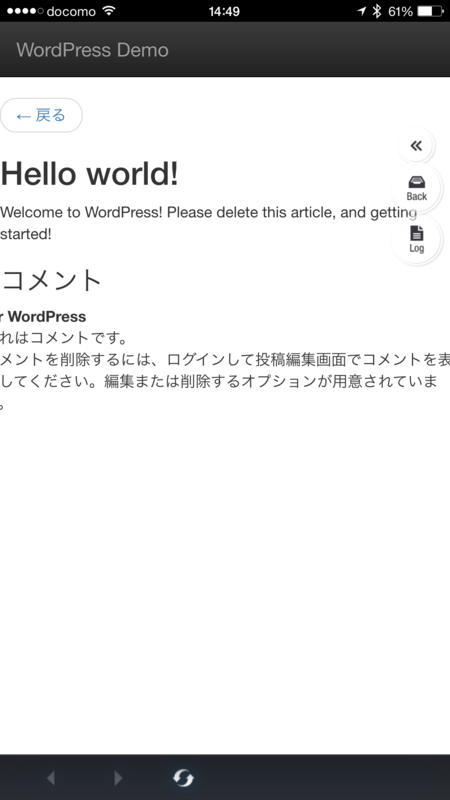 docomo 14:49 61%
WordPress Demo
← 戻る
Hello world!
Welcome to WordPress! Please delete this article, and getting
started!
Back
Log
コメント
r WordPress
れはコメントです。
メントを削除するには、ログインして投稿編集画面でコメントを表
してください。編集または削除するオプションが用意されていま
。